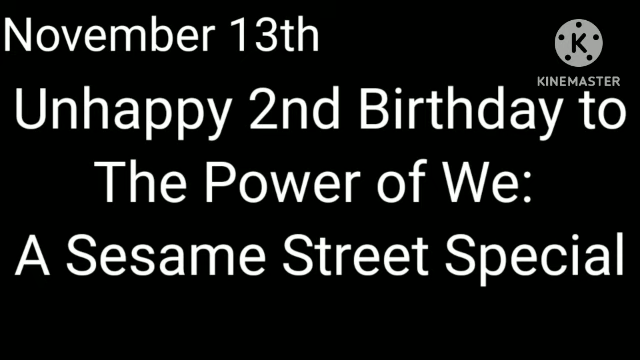 November 13th
K
KINEMASTER
Unhappy 2nd Birthday to
The Power of We:
A Sesame Street Special